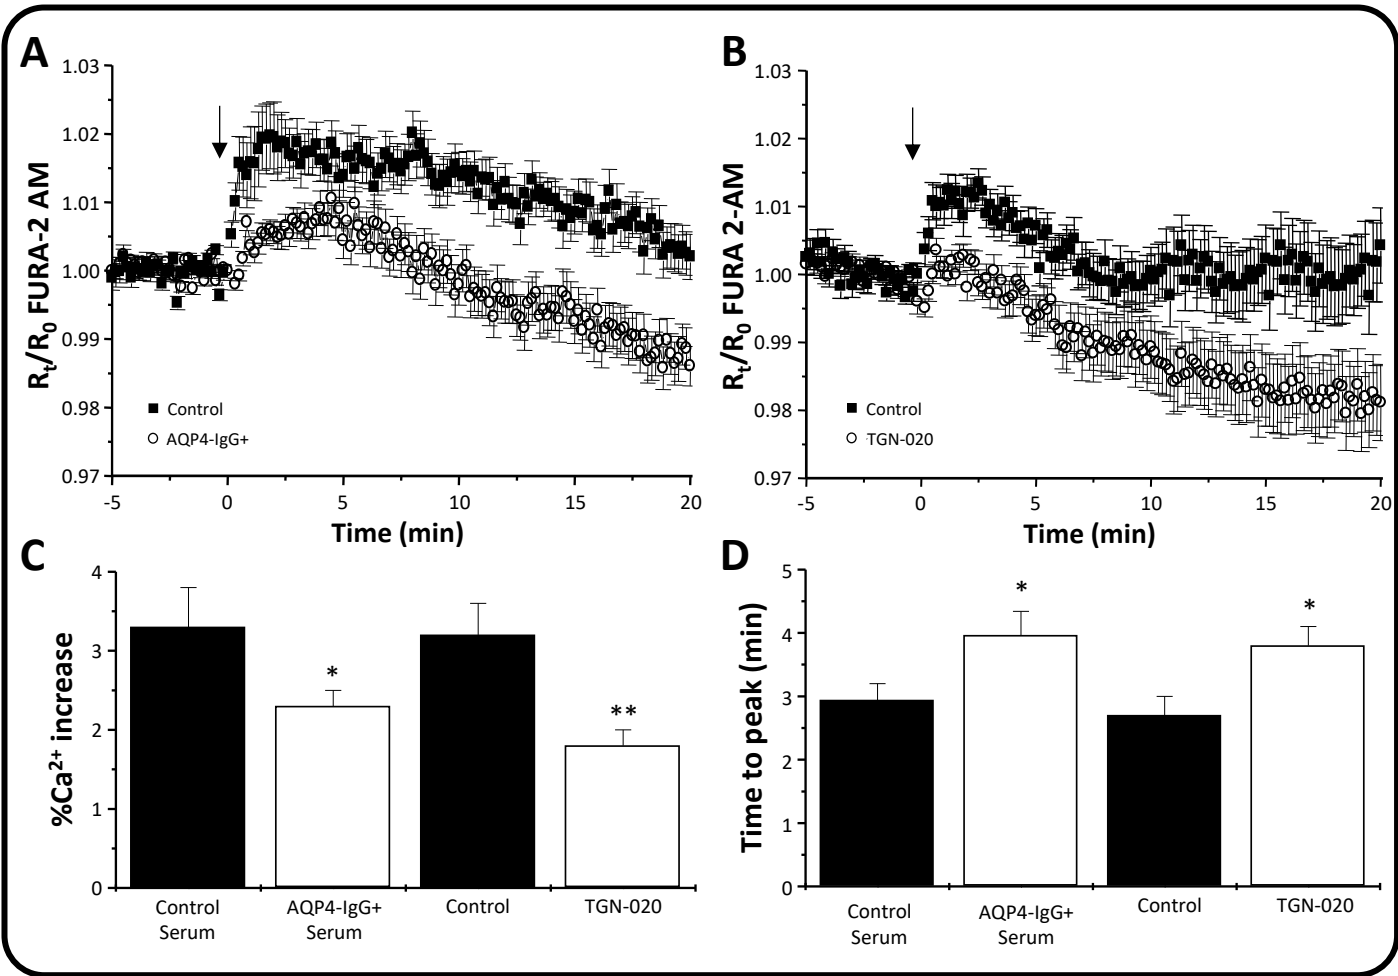 A
1.03
1.02
1.01
1.00
0.99
0.98
0.97
Rt/R0 FURA-2 AM
Control
AQP4-IgG+
-5
0
5
10
15
20
Time (min)
B
1.03
1.02
1.01
1.00
0.99
0.98
0.97
Rt/R0 FURA 2-AM
Control
TGN-020
-5
0
5
10
15
20
Time (min)
C
4
3
2
1
0
%Ca²⁺ increase
*
**
Control
Serum
AQP4-IgG+
Serum
Control
TGN-020
D
5
4
3
2
1
0
Time to peak (min)
*
*
Control
Serum
AQP4-IgG+
Serum
Control
TGN-020